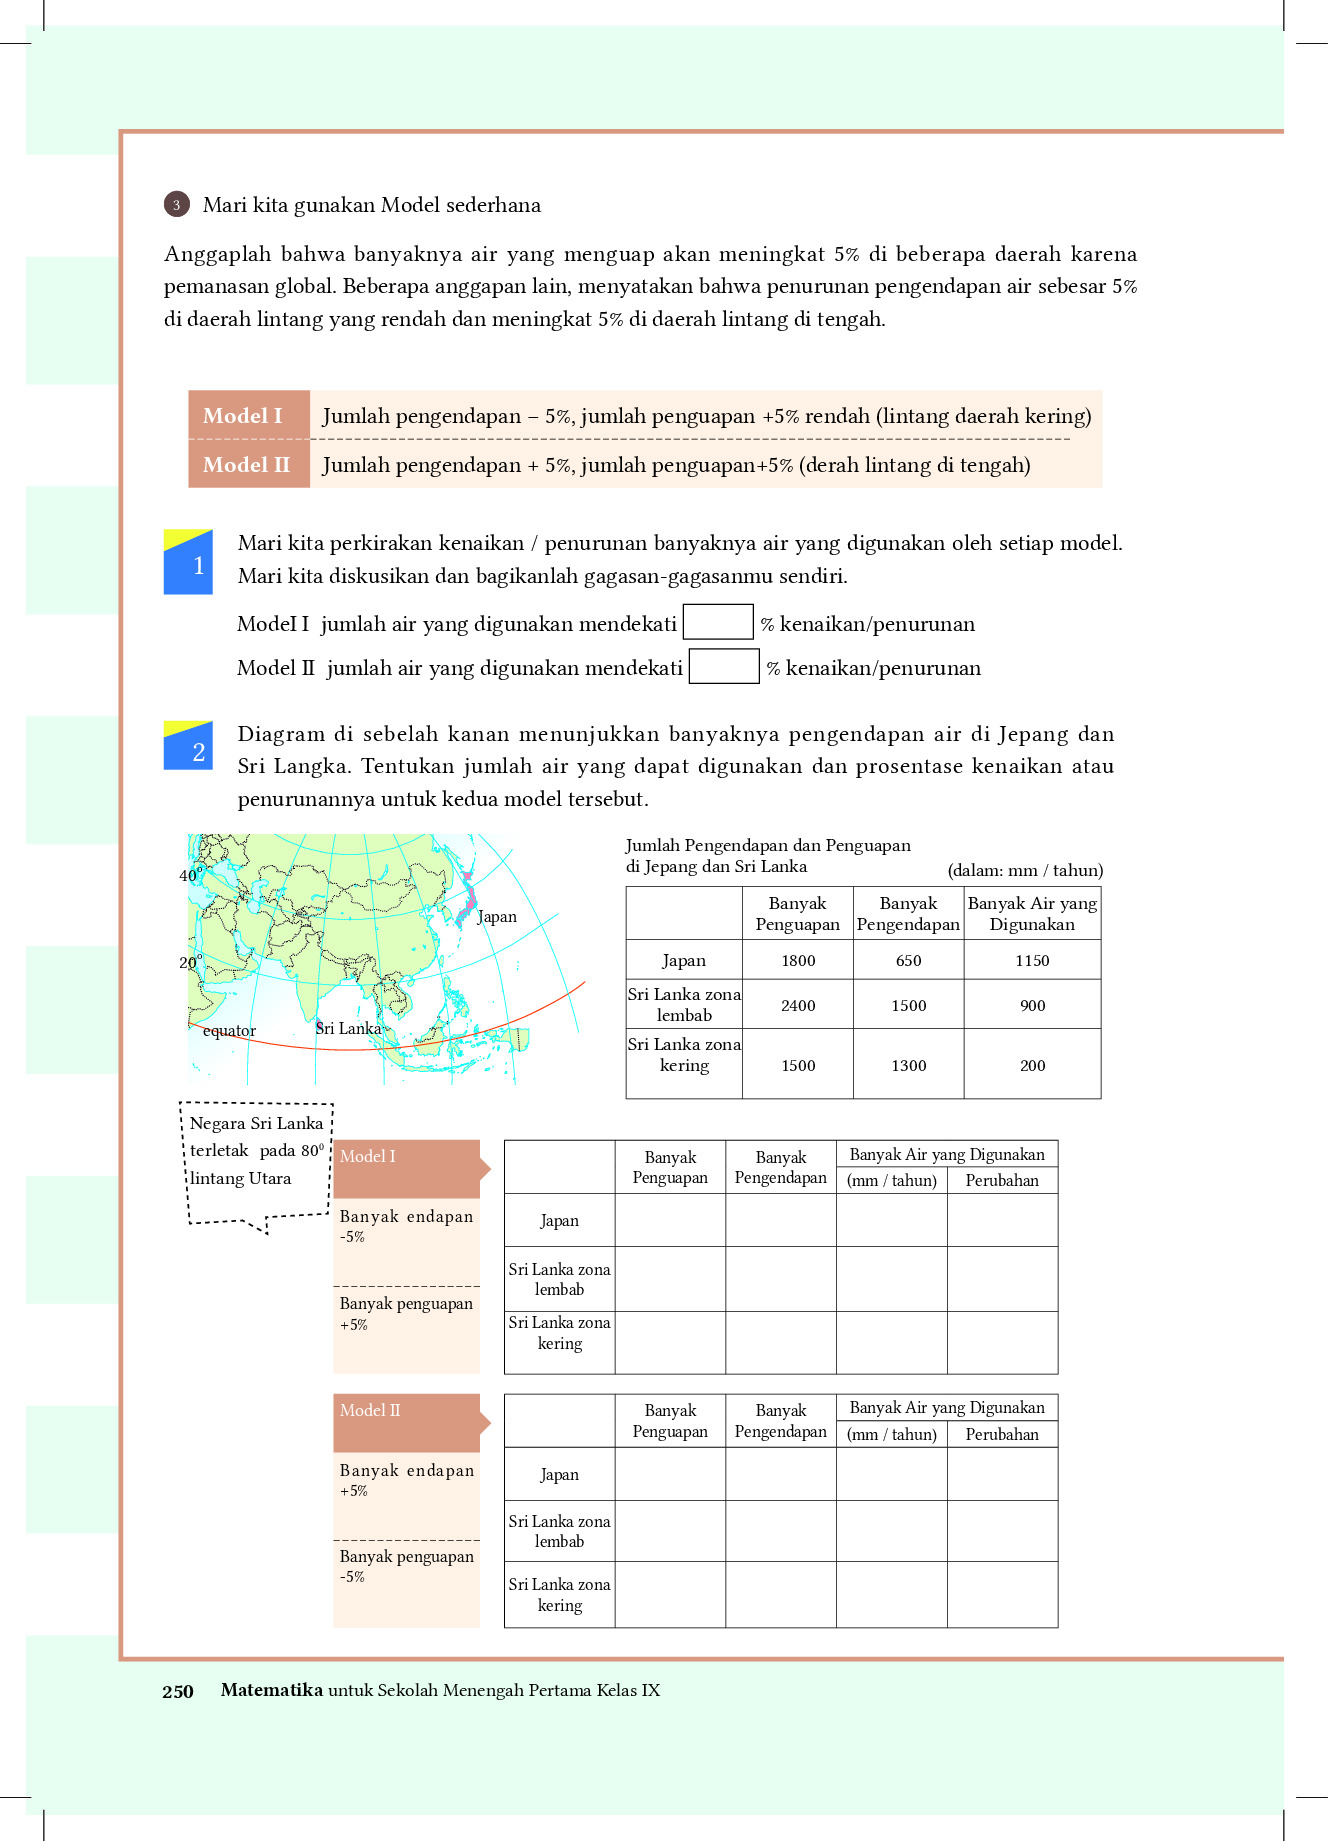 3 Mari kita gunakan Model sederhana
Anggaplah bahwa banyaknya air yang menguap akan meningkat 5% di beberapa daerah karena
pemanasan global. Beberapa anggapan lain, menyatakan bahwa penurunan pengendapan air sebesar 5%
di daerah lintang yang rendah dan meningkat 5% di daerah lintang di tengah.
Model I Jumlah pengendapan – 5%, jumlah penguapan +5% rendah (lintang daerah kering)
Model II Jumlah pengendapan + 5%, jumlah penguapan+5% (derah lintang di tengah)
1 Mari kita perkirakan kenaikan / penurunan banyaknya air yang digunakan oleh setiap model.
Mari kita diskusikan dan bagikanlah gagasan-gagasanmu sendiri.
ModeI I jumlah air yang digunakan mendekati % kenaikan/penurunan
Model II jumlah air yang digunakan mendekati % kenaikan/penurunan
2 Diagram di sebelah kanan menunjukkan banyaknya pengendapan air di Jepang dan
Sri Langka. Tentukan jumlah air yang dapat digunakan dan prosentase kenaikan atau
penurunannya untuk kedua model tersebut.
40°
20°
Japan
equator
Sri Lanka
Jumlah Pengendapan dan Penguapan
di Jepang dan Sri Lanka (dalam: mm / tahun)
Banyak Banyak Banyak Air yang
Penguapan Pengendapan Digunakan
Japan 1800 650 1150
Sri Lanka zona
lembab 2400 1500 900
Sri Lanka zona
kering 1500 1300 200
Negara Sri Lanka
terletak pada 80⁰
lintang Utara
Model I
Banyak endapan
-5%
Banyak penguapan
+5%
Banyak Banyak Banyak Air yang Digunakan
Penguapan Pengendapan (mm / tahun) Perubahan
Japan
Sri Lanka zona
lembab
Sri Lanka zona
kering
Model II
Banyak endapan
+5%
Banyak penguapan
-5%
Banyak Banyak Banyak Air yang Digunakan
Penguapan Pengendapan (mm / tahun) Perubahan
Japan
Sri Lanka zona
lembab
Sri Lanka zona
kering
250 Matematika untuk Sekolah Menengah Pertama Kelas IX